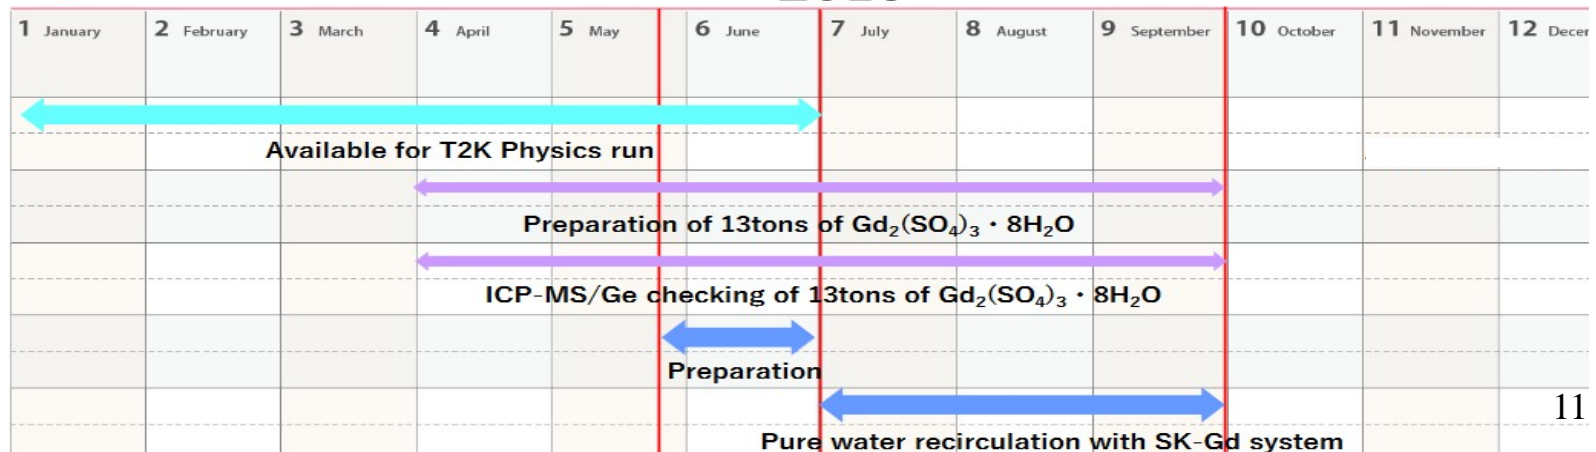 1 January 2 February 3 March 4 April 5 May 6 June 7 July 8 August 9 September 10 October 11 November 12
Available for T2K Physics run
Preparation of 13tons of Gd₂(SO₄)₃・8H₂O
ICP-MS/Ge checking of 13tons of Gd₂(SO₄)₃・8H₂O
Preparation
11
Pure water recirculation with SK-Gd system